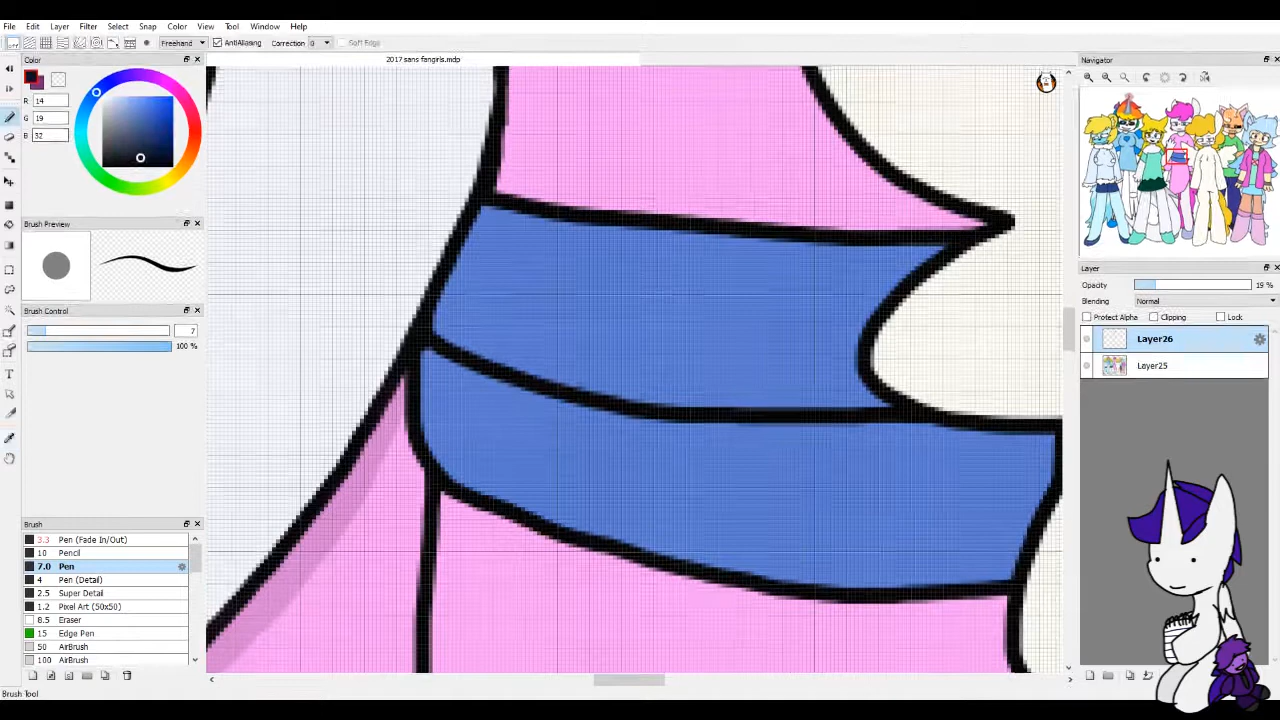 File Edit Layer Filter Select Snap Color View Tool Window Help
Freehand AntiAliasing Correction 0 Soft Edge
Color
2017 sans fangirls.mdp
Navigator
R 14
G 19
B 32
Brush Preview
Layer
Opacity 19 %
Blending Normal
Brush Control
Protect Alpha Clipping Lock
7
Layer26
100 %
Layer25
Brush
3.3 Pen (Fade In/Out)
10 Pencil
7.0 Pen
4 Pen (Detail)
2.5 Super Detail
1.2 Pixel Art (50x50)
8.5 Eraser
15 Edge Pen
50 AirBrush
100 AirBrush
Brush Tool